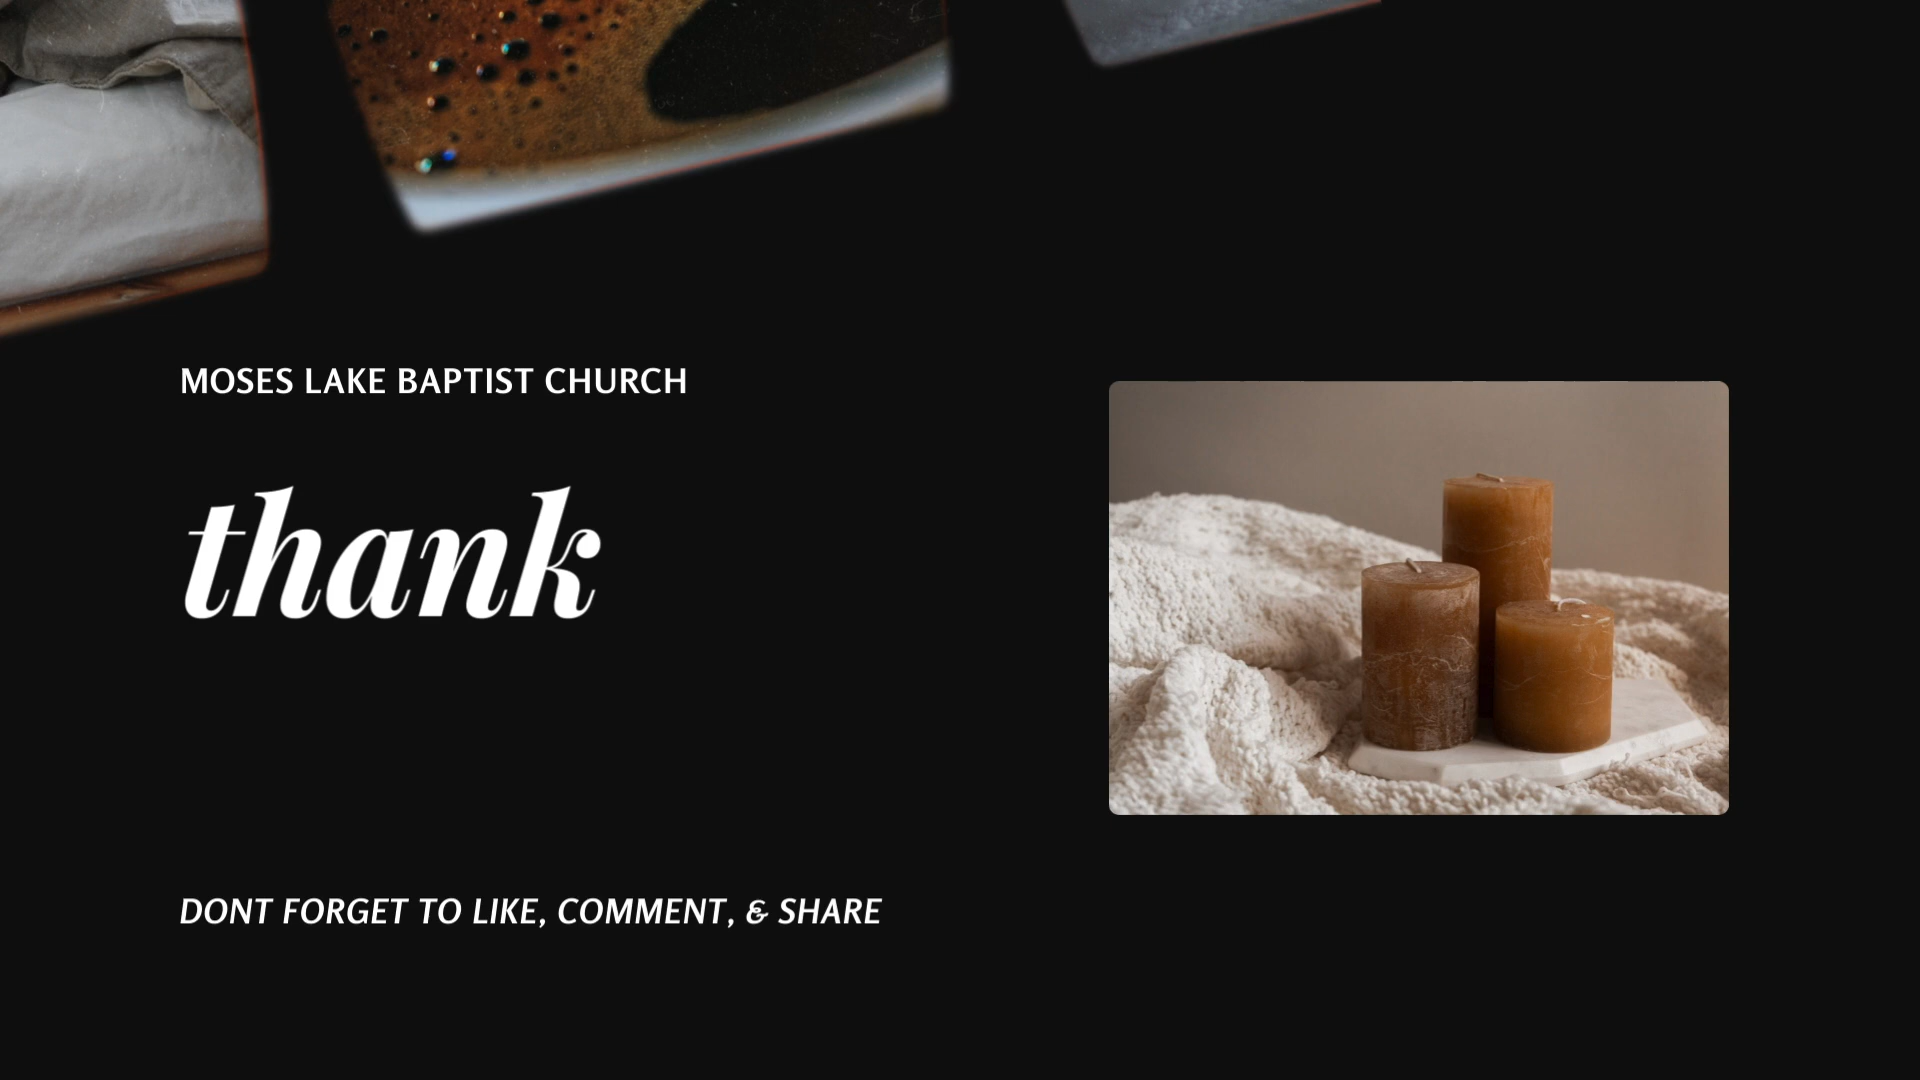 MOSES LAKE BAPTIST CHURCH
thank
DONT FORGET TO LIKE, COMMENT, & SHARE